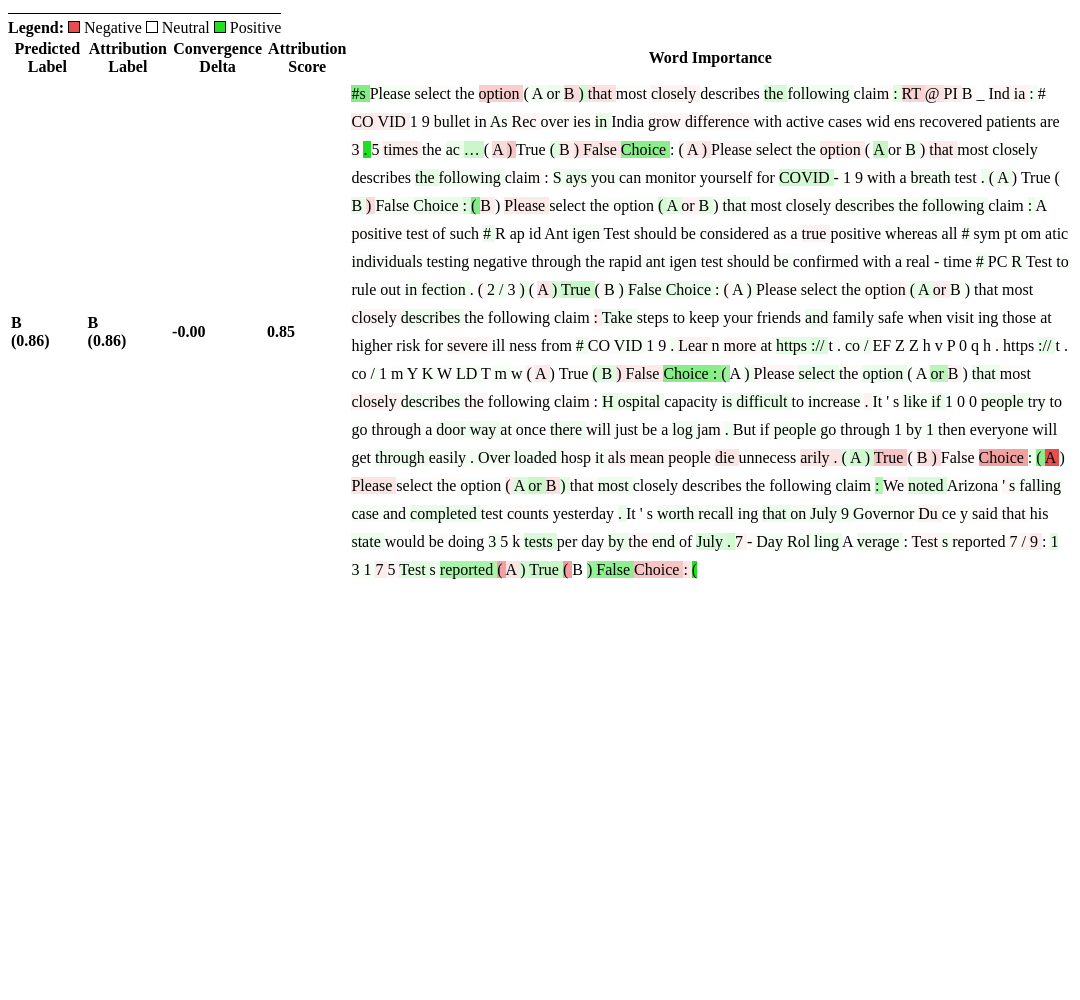 Legend: Negative Neutral Positive
Predicted Label Attribution Label Convergence Delta Attribution Score Word Importance
B (0.86) B (0.86) -0.00 0.85
#s Please select the option ( A or B ) that most closely describes the following claim : RT @ PI B _ Ind ia : #
CO VID 1 9 bullet in As Rec over ies in India grow difference with active cases wid ens recovered patients are
3 . 5 times the ac … ( A ) True ( B ) False Choice : ( A ) Please select the option ( A or B ) that most closely
describes the following claim : S ays you can monitor yourself for COVID - 1 9 with a breath test . ( A ) True (
B ) False Choice : ( B ) Please select the option ( A or B ) that most closely describes the following claim : A
positive test of such # R ap id Ant igen Test should be considered as a true positive whereas all # sym pt om atic
individuals testing negative through the rapid ant igen test should be confirmed with a real - time # PC R Test to
rule out in fection . ( 2 / 3 ) ( A ) True ( B ) False Choice : ( A ) Please select the option ( A or B ) that most
closely describes the following claim : Take steps to keep your friends and family safe when visit ing those at
higher risk for severe ill ness from # CO VID 1 9 . Lear n more at https :// t . co / EF Z Z h v P 0 q h . https :// t .
co / 1 m Y K W LD T m w ( A ) True ( B ) False Choice : ( A ) Please select the option ( A or B ) that most
closely describes the following claim : H ospital capacity is difficult to increase . It ' s like if 1 0 0 people try to
go through a door way at once there will just be a log jam . But if people go through 1 by 1 then everyone will
get through easily . Over loaded hosp it als mean people die unnecess arily . ( A ) True ( B ) False Choice : ( A )
Please select the option ( A or B ) that most closely describes the following claim : We noted Arizona ' s falling
case and completed test counts yesterday . It ' s worth recall ing that on July 9 Governor Du ce y said that his
state would be doing 3 5 k tests per day by the end of July . 7 - Day Rol ling A verage : Test s reported 7 / 9 : 1
3 1 7 5 Test s reported ( A ) True ( B ) False Choice : (